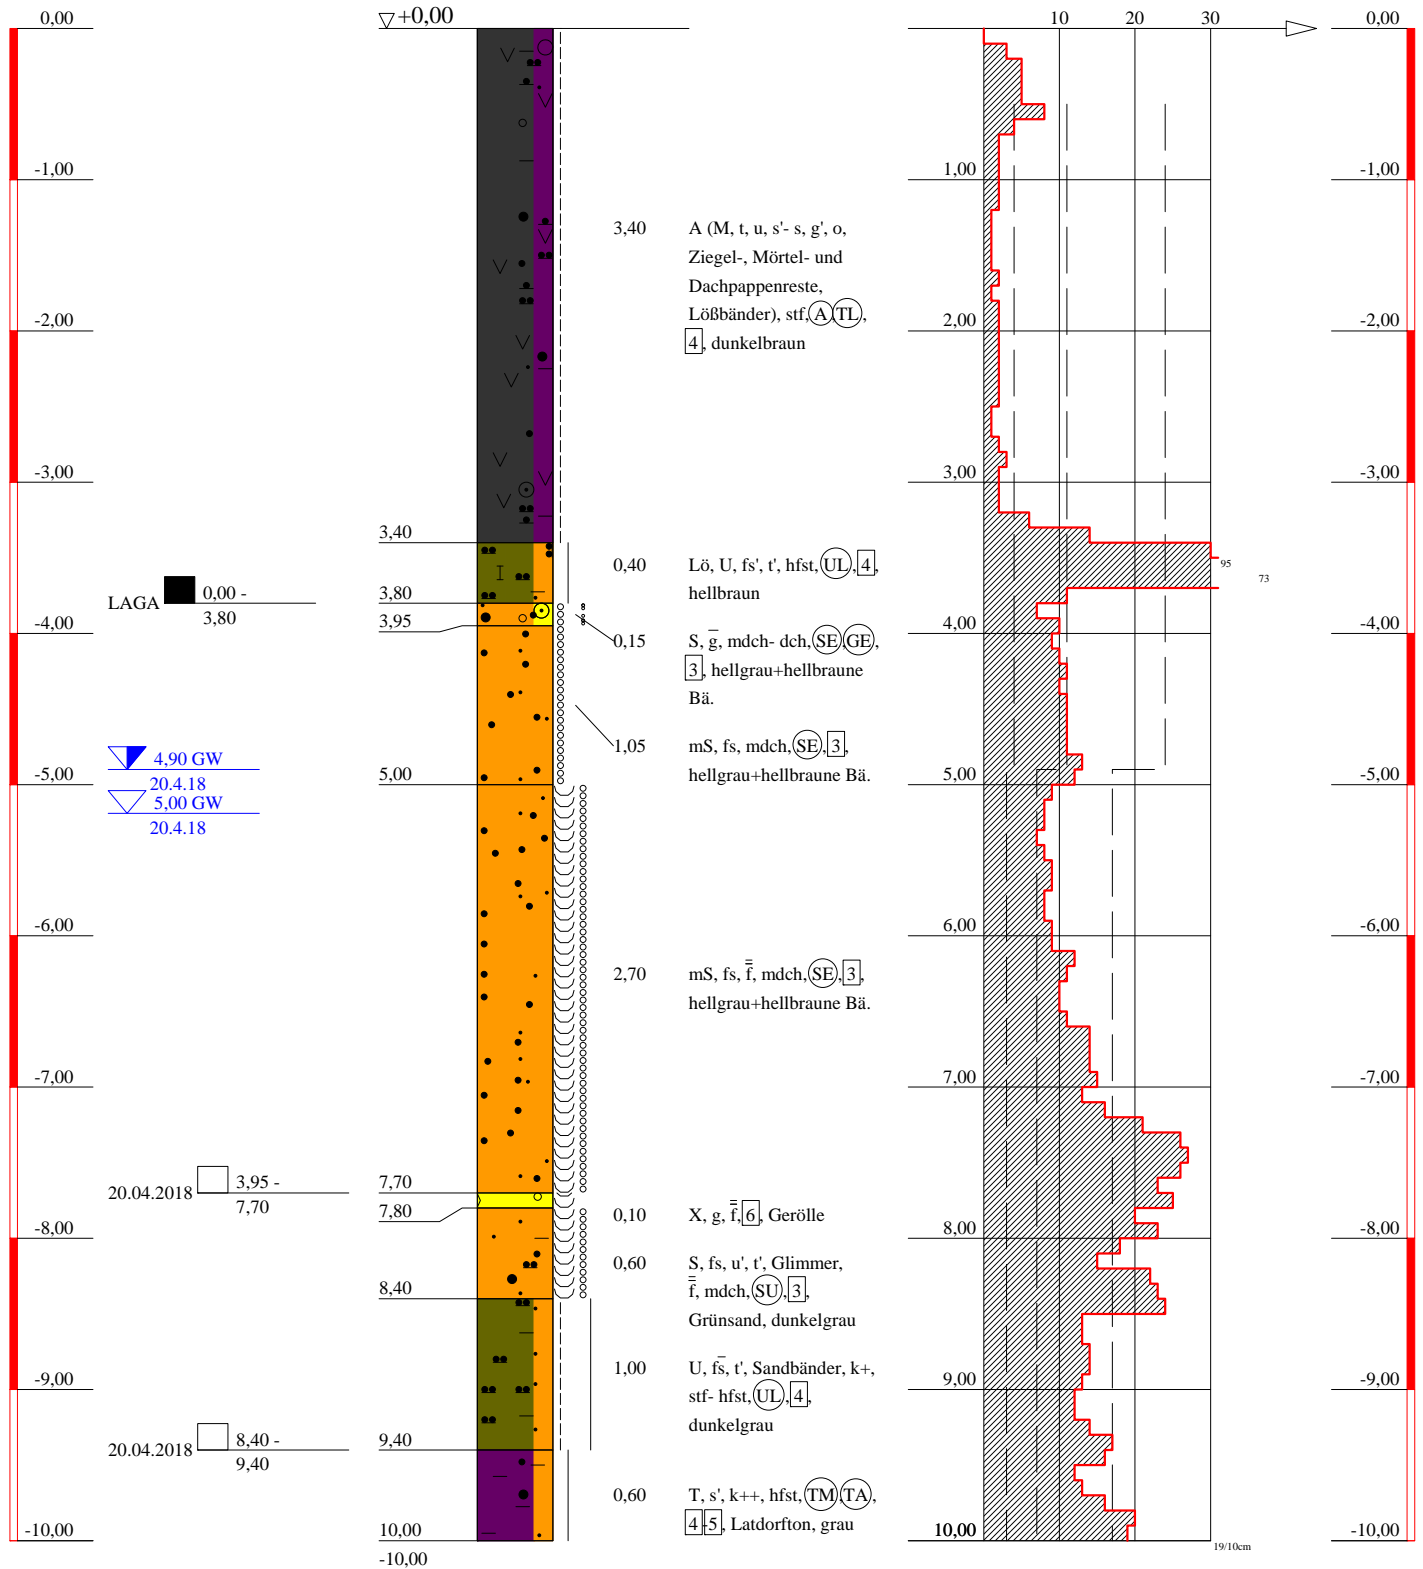 0,00
+0,00
10 20 30
0,00
-1,00
1,00
-1,00
3,40 A (M, t, u, s'- s, g', o,
Ziegel-, Mörtel- und
Dachpappenreste,
Lößbänder), stf, A, TL,
4, dunkelbraun
-2,00
2,00
-2,00
-3,00
3,00
-3,00
3,40
0,40 Lö, U, fs', t', hfst, UL, 4,
hellbraun
95
73
LAGA 0,00 -
3,80
3,80
3,95
-4,00
4,00
-4,00
0,15 S, g̅, mdch- dch, SE, GE,
3, hellgrau+hellbraune
Bä.
1,05 mS, fs, mdch, SE, 3,
hellgrau+hellbraune Bä.
4,90 GW
20.4.18
5,00 GW
20.4.18
-5,00
5,00
5,00
-5,00
-6,00
6,00
-6,00
2,70 mS, fs, f̿, mdch, SE, 3,
hellgrau+hellbraune Bä.
-7,00
7,00
-7,00
20.04.2018 3,95 -
7,70
7,70
7,80
0,10 X, g, f̿, 6, Gerölle
-8,00
8,00
-8,00
0,60 S, fs, u', t', Glimmer,
f̿, mdch, SU, 3,
Grünsand, dunkelgrau
8,40
1,00 U, fs̅, t', Sandbänder, k+,
stf- hfst, UL, 4,
dunkelgrau
-9,00
9,00
-9,00
20.04.2018 8,40 -
9,40
9,40
0,60 T, s', k++, hfst, TM, TA,
4-5, Latdorfton, grau
-10,00
10,00
10,00
-10,00
-10,00
19/10cm